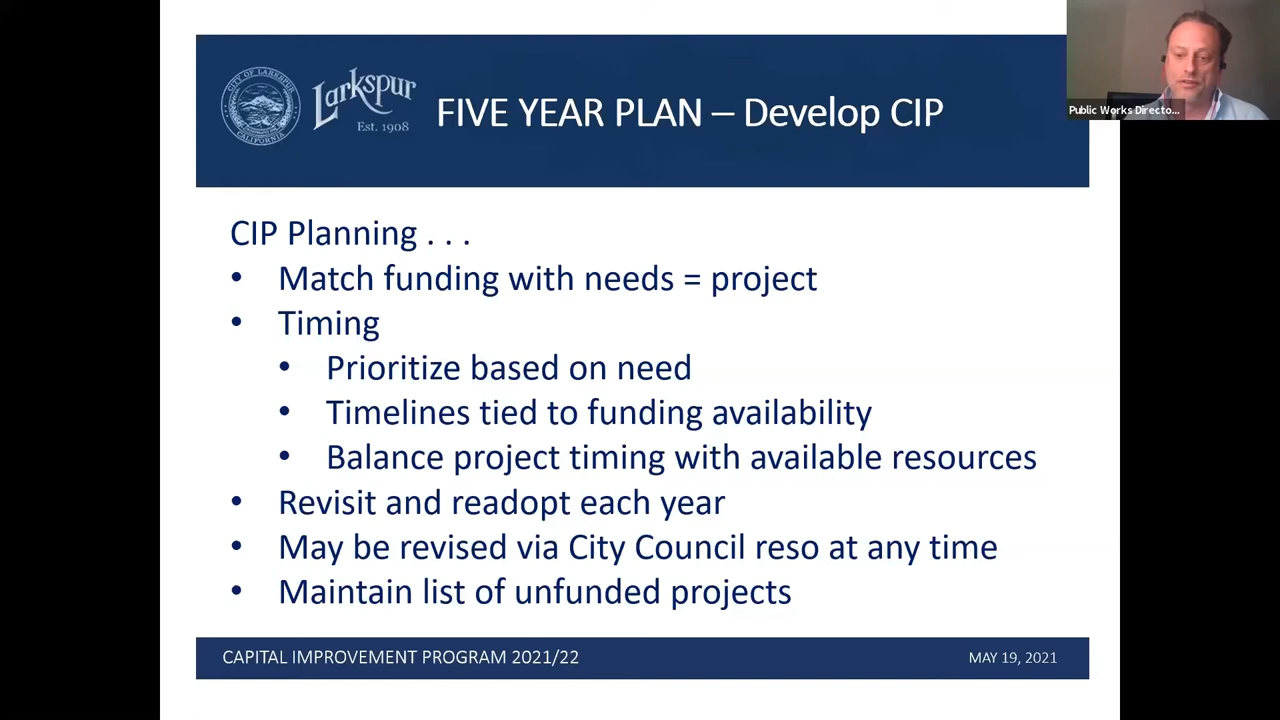 CITY OF LARKSPUR
CALIFORNIA
Larkspur
Est. 1908
FIVE YEAR PLAN – Develop CIP
Public Works Directo...
CIP Planning . . .
• Match funding with needs = project
• Timing
• Prioritize based on need
• Timelines tied to funding availability
• Balance project timing with available resources
• Revisit and readopt each year
• May be revised via City Council reso at any time
• Maintain list of unfunded projects
CAPITAL IMPROVEMENT PROGRAM 2021/22
MAY 19, 2021